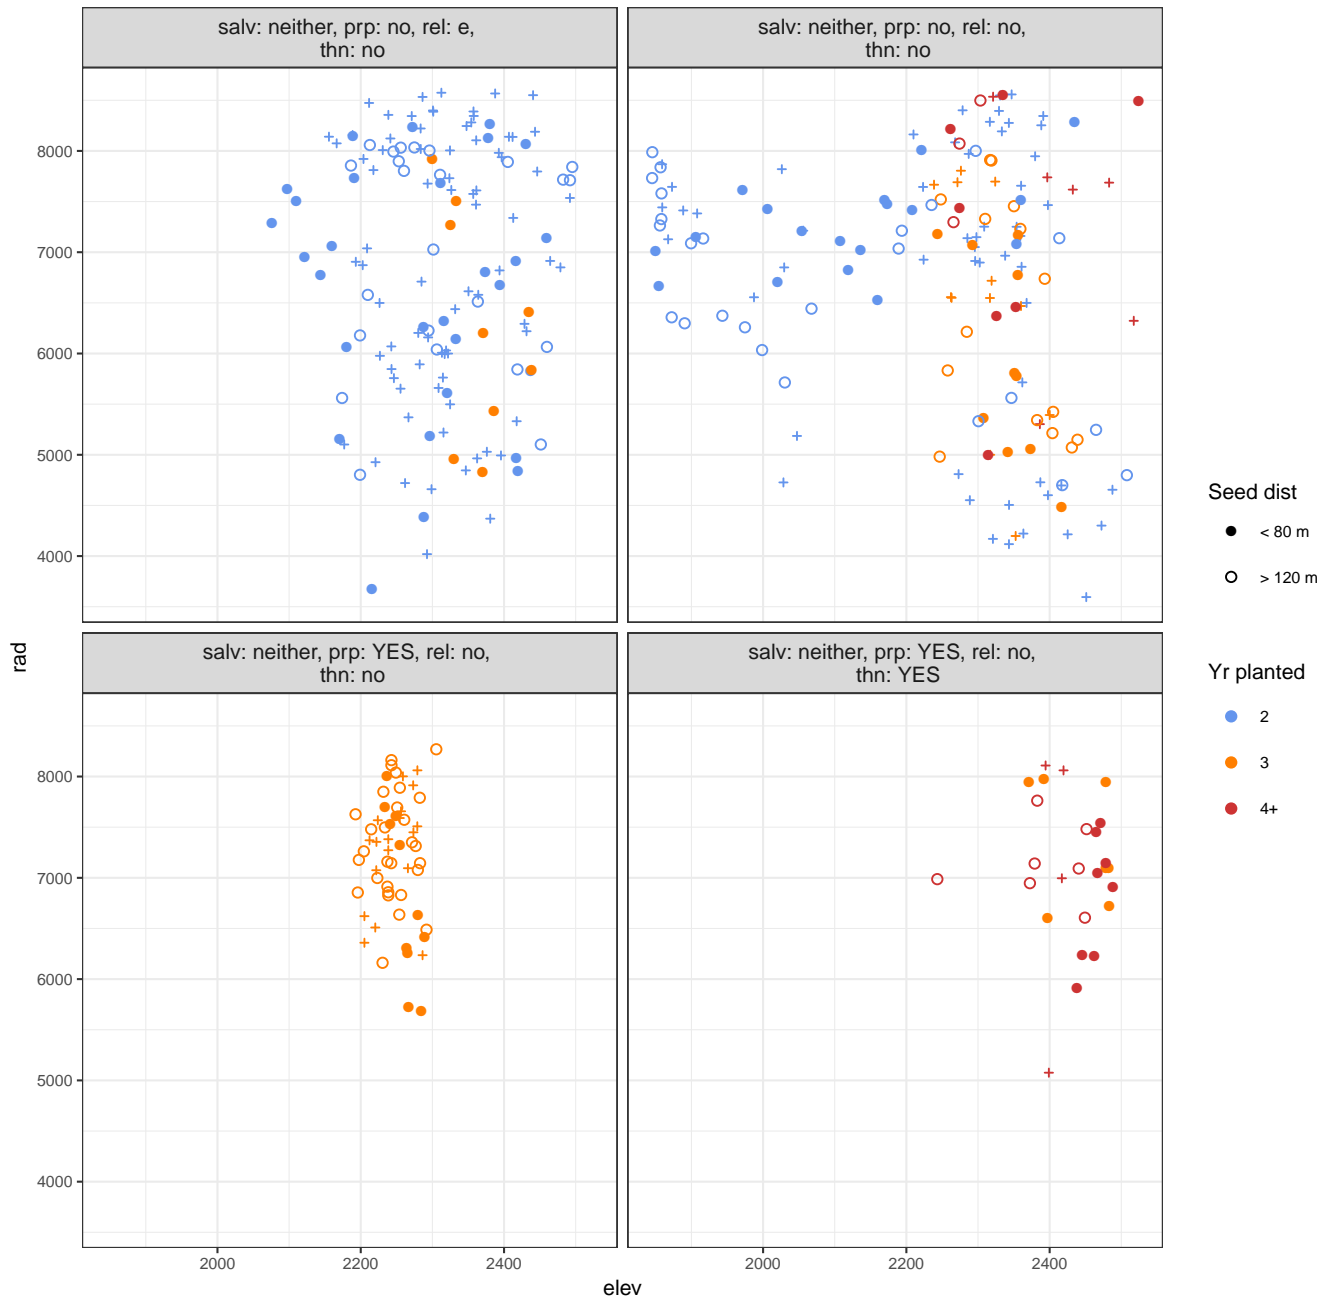 salv: neither, prp: no, rel: e,
thn: no
salv: neither, prp: no, rel: no,
thn: no
8000
7000
6000
5000
4000
salv: neither, prp: YES, rel: no,
thn: no
salv: neither, prp: YES, rel: no,
thn: YES
8000
7000
6000
5000
4000
2000
2200
2400
2000
2200
2400
elev
rad
Seed dist
< 80 m
> 120 m
Yr planted
2
3
4+